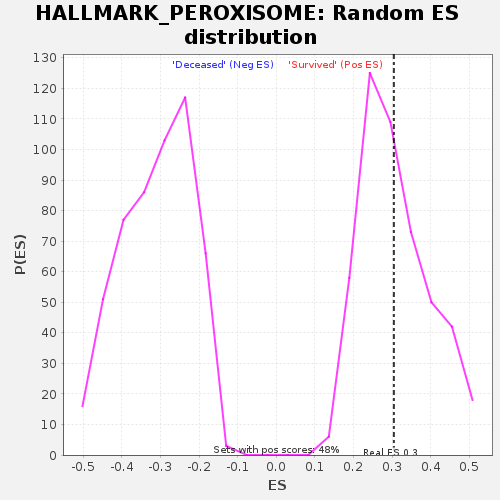 HALLMARK_PEROXISOME: Random ES
distribution
'Deceased' (Neg ES) 'Survived' (Pos ES)
130
120
110
100
90
80
70
60
50
40
30
20
10
0
P(ES)
Sets with pos scores: 48%
Real ES 0.3
-0.5 -0.4 -0.3 -0.2 -0.1 0.0 0.1 0.2 0.3 0.4 0.5
ES